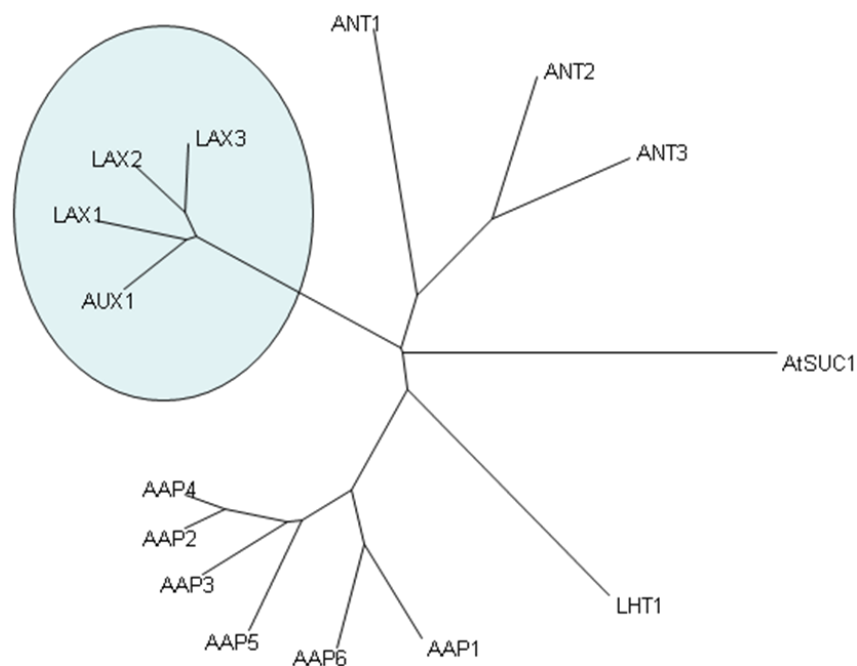 ANT1
ANT2
LAX3
LAX2
ANT3
LAX1
AUX1
AtSUC1
AAP4
AAP2
AAP3
LHT1
AAP5
AAP1
AAP6